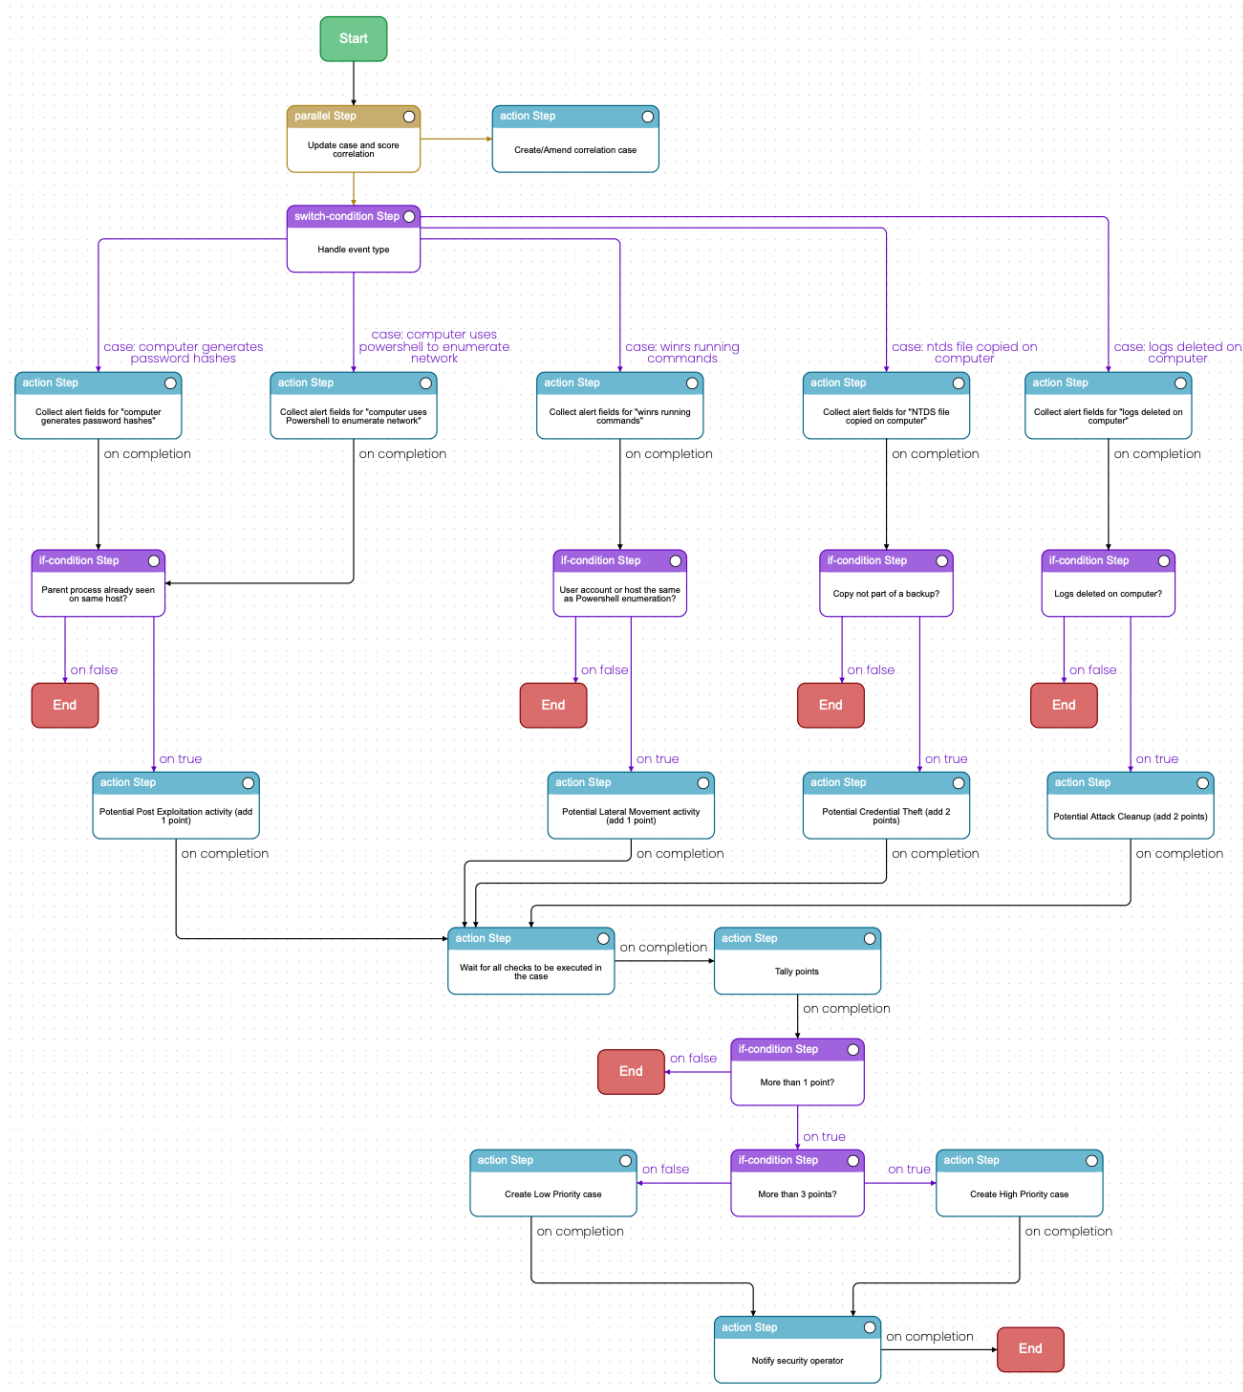 Start
parallel Step
Update case and score
correlation
action Step
Create/Amend correlation case
switch-condition Step
Handle event type
case: computer generates
password hashes
case: computer uses
powershell to enumerate
network
case: winrs running
commands
case: ntds file copied on
computer
case: logs deleted on
computer
action Step
Collect alert fields for "computer
generates password hashes"
action Step
Collect alert fields for "computer uses
Powershell to enumerate network"
action Step
Collect alert fields for "winrs running
commands"
action Step
Collect alert fields for "NTDS file
copied on computer"
action Step
Collect alert fields for "logs deleted on
computer"
on completion
on completion
on completion
on completion
on completion
if-condition Step
Parent process already seen
on same host?
if-condition Step
User account or host the same
as Powershell enumeration?
if-condition Step
Copy not part of a backup?
if-condition Step
Logs deleted on computer?
on false
on false
on false
on false
End
End
End
End
on true
on true
on true
on true
action Step
Potential Post Exploitation activity (add
1 point)
action Step
Potential Lateral Movement activity
(add 1 point)
action Step
Potential Credential Theft (add 2
points)
action Step
Potential Attack Cleanup (add 2 points)
on completion
on completion
on completion
on completion
action Step
Wait for all checks to be executed in
the case
on completion
action Step
Tally points
on completion
if-condition Step
More than 1 point?
on false
End
on true
if-condition Step
More than 3 points?
on false
on true
action Step
Create Low Priority case
action Step
Create High Priority case
on completion
on completion
action Step
Notify security operator
on completion
End